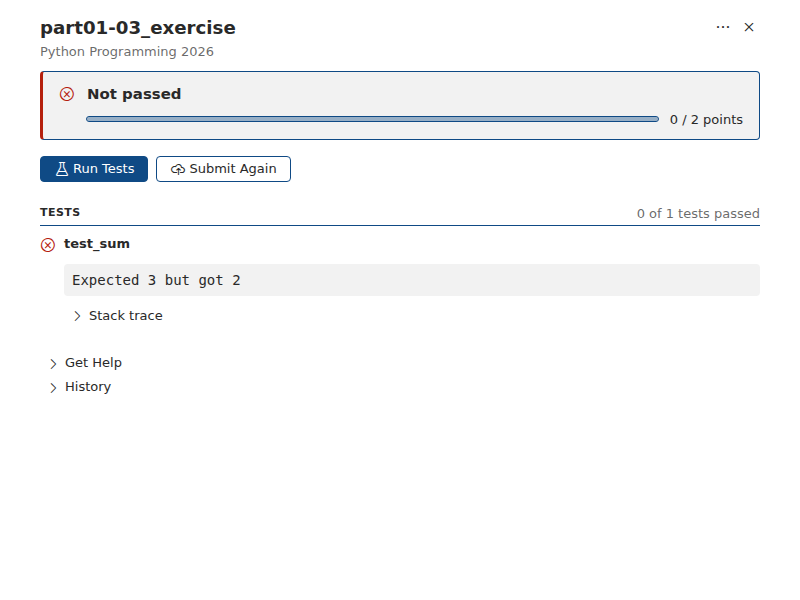 part01-03_exercise
Python Programming 2026
Not passed
0 / 2 points
Run Tests
Submit Again
TESTS
0 of 1 tests passed
test_sum
Expected 3 but got 2
Stack trace
Get Help
History